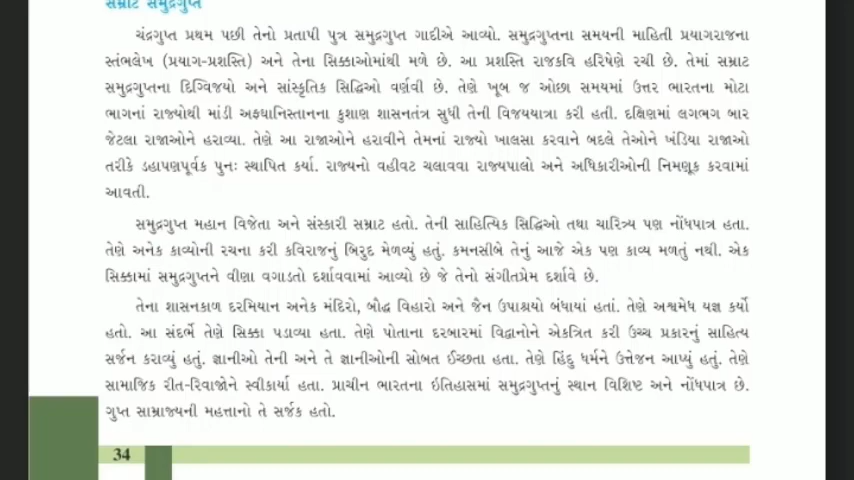 સમ્રાટ સમુદ્રગુપ્ત
ચંદ્રગુપ્ત પ્રથમ પછી તેનો પ્રતાપી પુત્ર સમુદ્રગુપ્ત ગાદીએ આવ્યો. સમુદ્રગુપ્તના સમયની માહિતી પ્રયાગરાજના
સ્તંભલેખ (પ્રયાગ-પ્રશસ્તિ) અને તેના સિક્કાઓમાંથી મળે છે. આ પ્રશસ્તિ રાજકવિ હરિષેણે રચી છે. તેમાં સમ્રાટ
સમુદ્રગુપ્તના દિગ્વિજયો અને સાંસ્કૃતિક સિદ્ધિઓ વર્ણવી છે. તેણે ખૂબ જ ઓછા સમયમાં ઉત્તર ભારતના મોટા
ભાગનાં રાજ્યોથી માંડી અફઘાનિસ્તાનના કુશાણ શાસનતંત્ર સુધી તેની વિજયયાત્રા કરી હતી. દક્ષિણમાં લગભગ બાર
જેટલા રાજાઓને હરાવ્યા. તેણે આ રાજાઓને હરાવીને તેમનાં રાજ્યો ખાલસા કરવાને બદલે તેઓને ખંડિયા રાજાઓ
તરીકે ડહાપણપૂર્વક પુનઃ સ્થાપિત કર્યા. રાજ્યનો વહીવટ ચલાવવા રાજ્યપાલો અને અધિકારીઓની નિમણૂક કરવામાં
આવતી.
સમુદ્રગુપ્ત મહાન વિજેતા અને સંસ્કારી સમ્રાટ હતો. તેની સાહિત્યિક સિદ્ધિઓ તથા ચારિત્ર્ય પણ નોંધપાત્ર હતા.
તેણે અનેક કાવ્યોની રચના કરી કવિરાજનું બિરુદ મેળવ્યું હતું. કમનસીબે તેનું આજે એક પણ કાવ્ય મળતું નથી. એક
સિક્કામાં સમુદ્રગુપ્તને વીણા વગાડતો દર્શાવવામાં આવ્યો છે જે તેનો સંગીતપ્રેમ દર્શાવે છે.
તેના શાસનકાળ દરમિયાન અનેક મંદિરો, બૌદ્ધ વિહારો અને જૈન ઉપાશ્રયો બંધાયાં હતાં. તેણે અશ્વમેધ યજ્ઞ કર્યો
હતો. આ સંદર્ભે તેણે સિક્કા પડાવ્યા હતા. તેણે પોતાના દરબારમાં વિદ્વાનોને એકત્રિત કરી ઉચ્ચ પ્રકારનું સાહિત્ય
સર્જન કરાવ્યું હતું. જ્ઞાનીઓ તેની અને તે જ્ઞાનીઓની સોબત ઈચ્છતા હતા. તેણે હિંદુ ધર્મને ઉત્તેજન આપ્યું હતું. તેણે
સામાજિક રીત-રિવાજોને સ્વીકાર્યા હતા. પ્રાચીન ભારતના ઇતિહાસમાં સમુદ્રગુપ્તનું સ્થાન વિશિષ્ટ અને નોંધપાત્ર છે.
ગુપ્ત સામ્રાજ્યની મહત્તાનો તે સર્જક હતો.
34